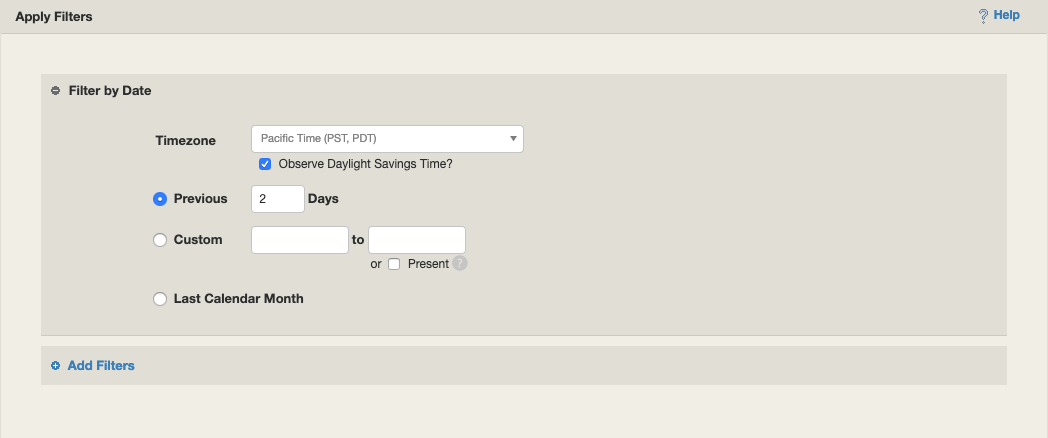 Apply Filters
? Help
Filter by Date
Timezone Pacific Time (PST, PDT)
Observe Daylight Savings Time?
Previous 2 Days
Custom to
or Present ?
Last Calendar Month
Add Filters